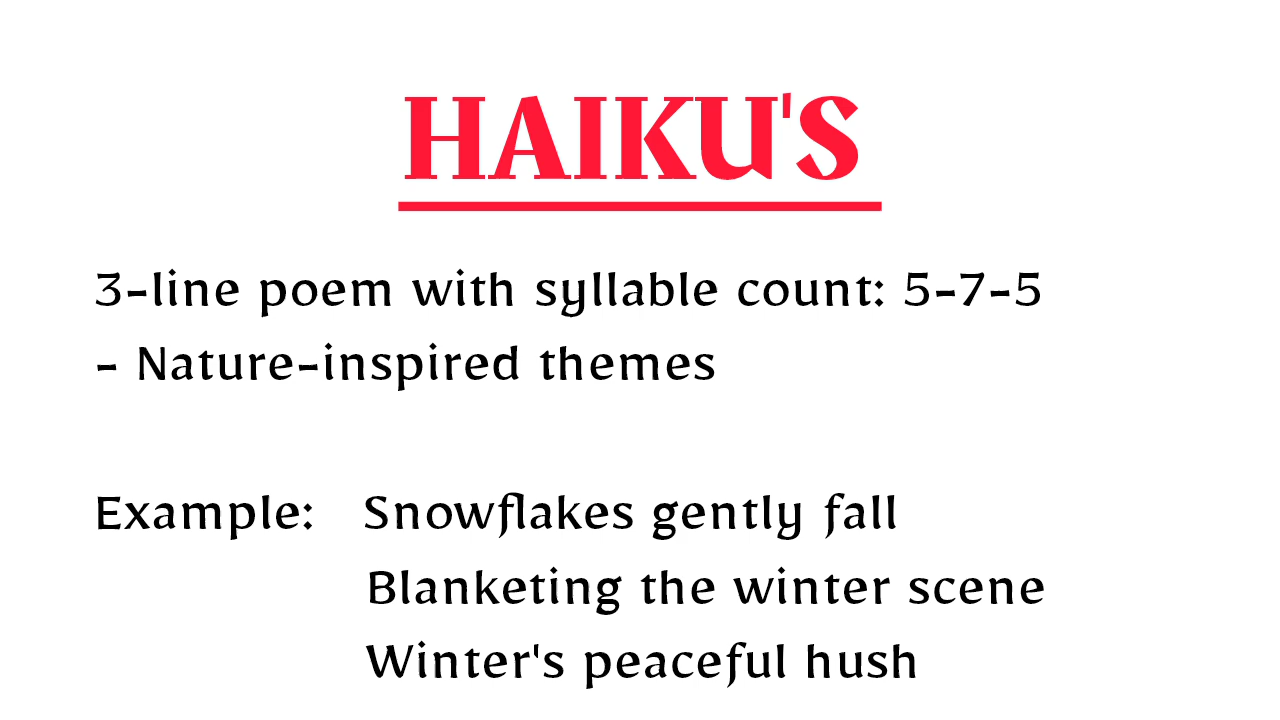 HAIKU'S
3-line poem with syllable count: 5-7-5
- Nature-inspired themes
Example: Snowflakes gently fall
Blanketing the winter scene
Winter's peaceful hush